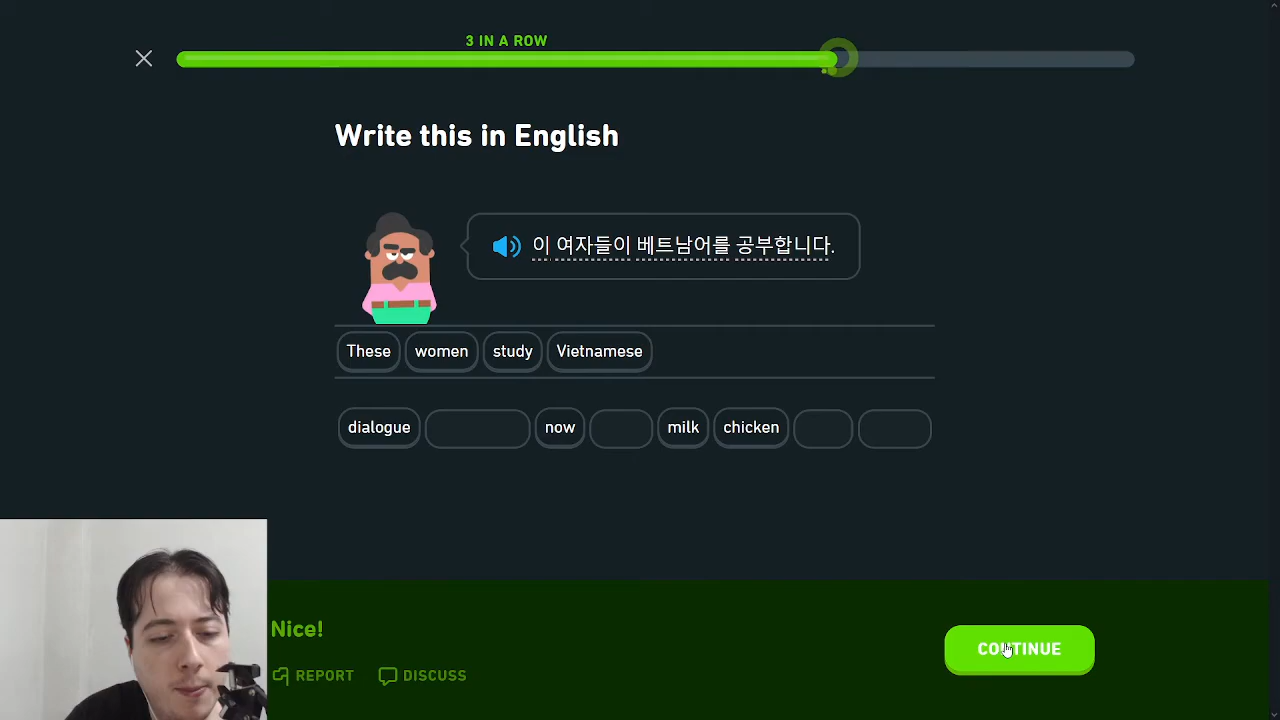 3 IN A ROW
Write this in English
이 여자들이 베트남어를 공부합니다.
These women study Vietnamese
dialogue now milk chicken
Nice!
CONTINUE
REPORT DISCUSS